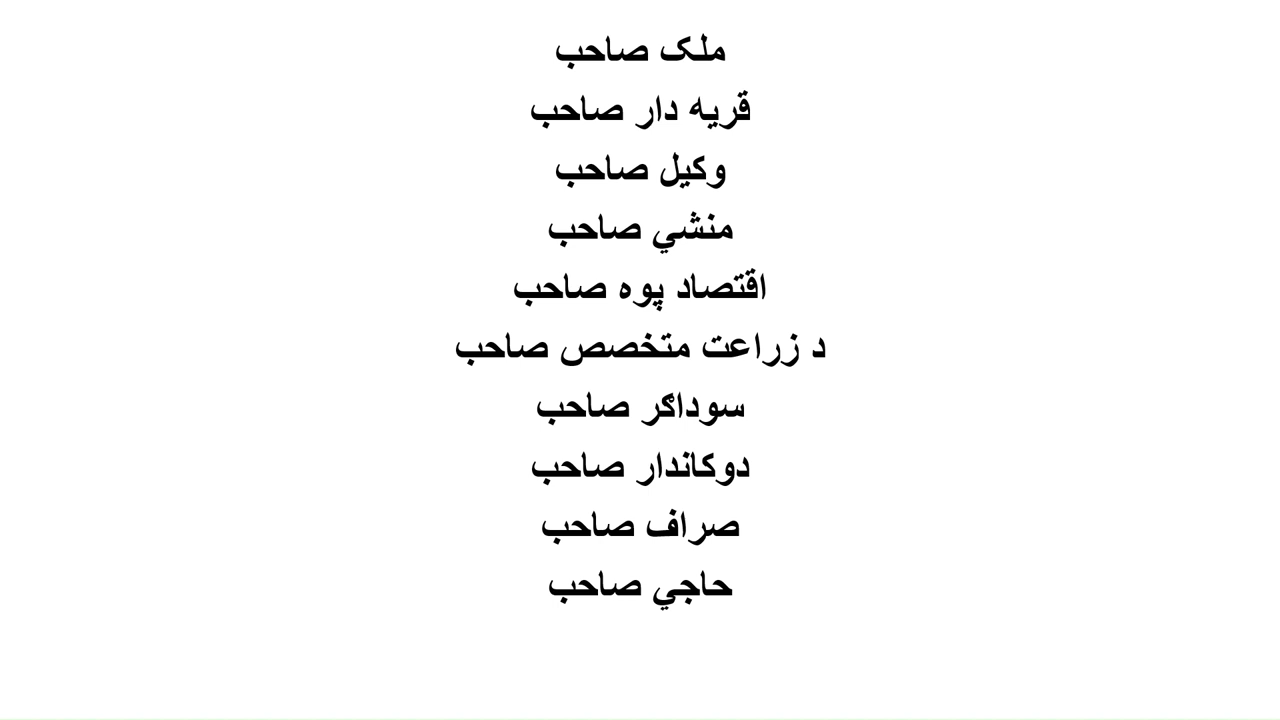 ملک صاحب
قریه دار صاحب
وکیل صاحب
منشي صاحب
اقتصاد پوه صاحب
د زراعت متخصص صاحب
سوداګر صاحب
دوکاندار صاحب
صراف صاحب
حاجي صاحب